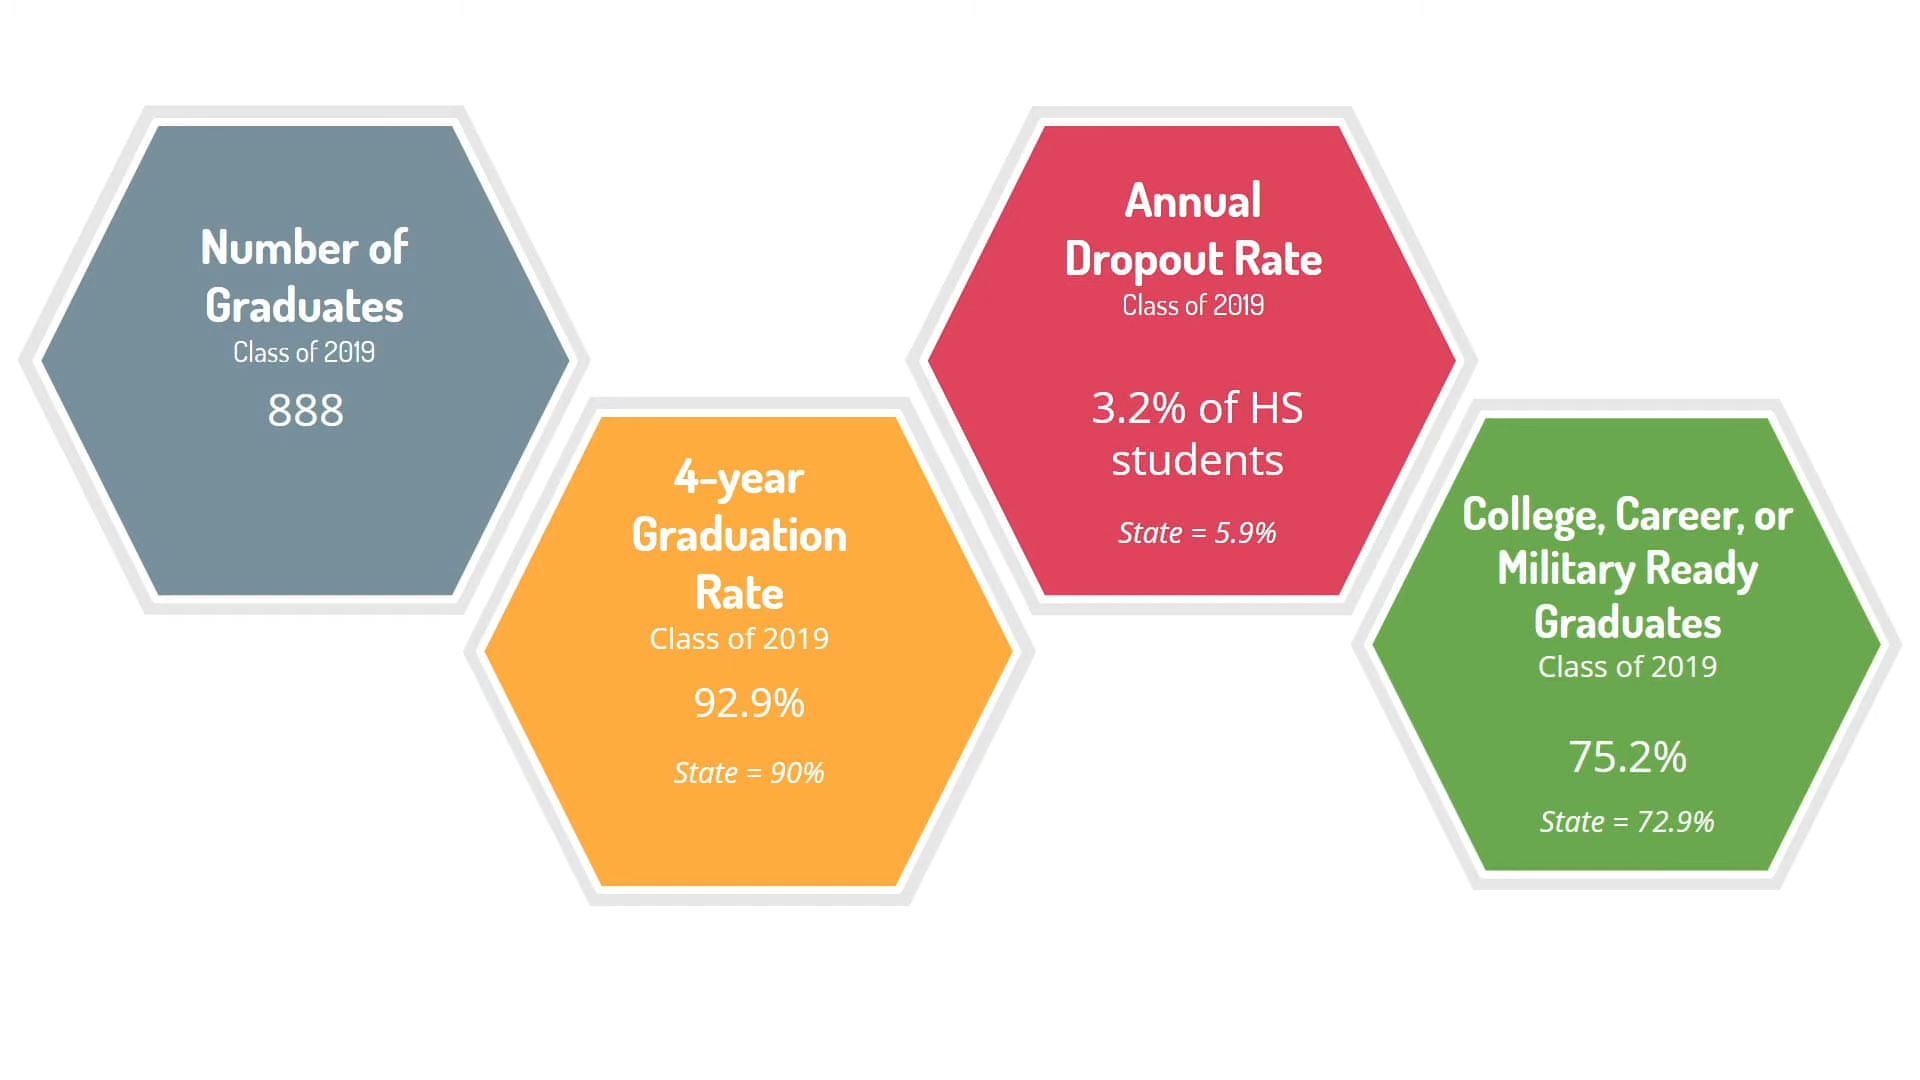 Number of
Graduates
Class of 2019
888
4-year
Graduation
Rate
Class of 2019
92.9%
State = 90%
Annual
Dropout Rate
Class of 2019
3.2% of HS
students
State = 5.9%
College, Career, or
Military Ready
Graduates
Class of 2019
75.2%
State = 72.9%